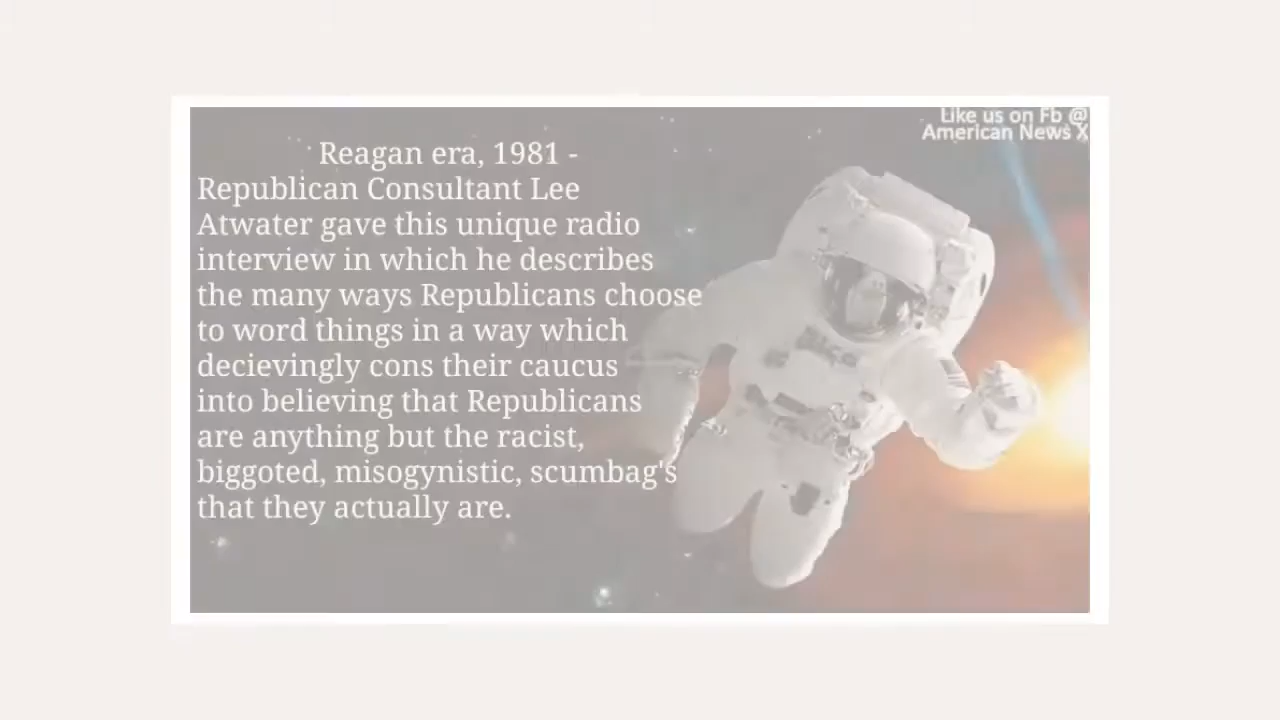 Like us on Fb @
American News X
Reagan era, 1981 -
Republican Consultant Lee
Atwater gave this unique radio
interview in which he describes
the many ways Republicans choose
to word things in a way which
decievingly cons their caucus
into believing that Republicans
are anything but the racist,
biggoted, misogynistic, scumbag's
that they actually are.